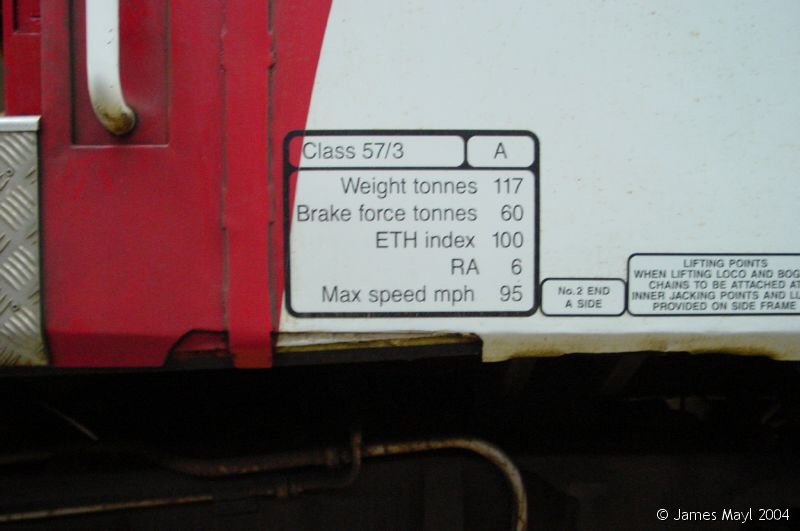 Class 57/3 A
Weight tonnes 117
Brake force tonnes 60
ETH index 100
RA 6
Max speed mph 95
No.2 END
A SIDE
LIFTING POINTS
WHEN LIFTING LOCO AND BOG
CHAINS TO BE ATTACHED AT
INNER JACKING POINTS AND LI
PROVIDED ON SIDE FRAME
© James Mayl 2004